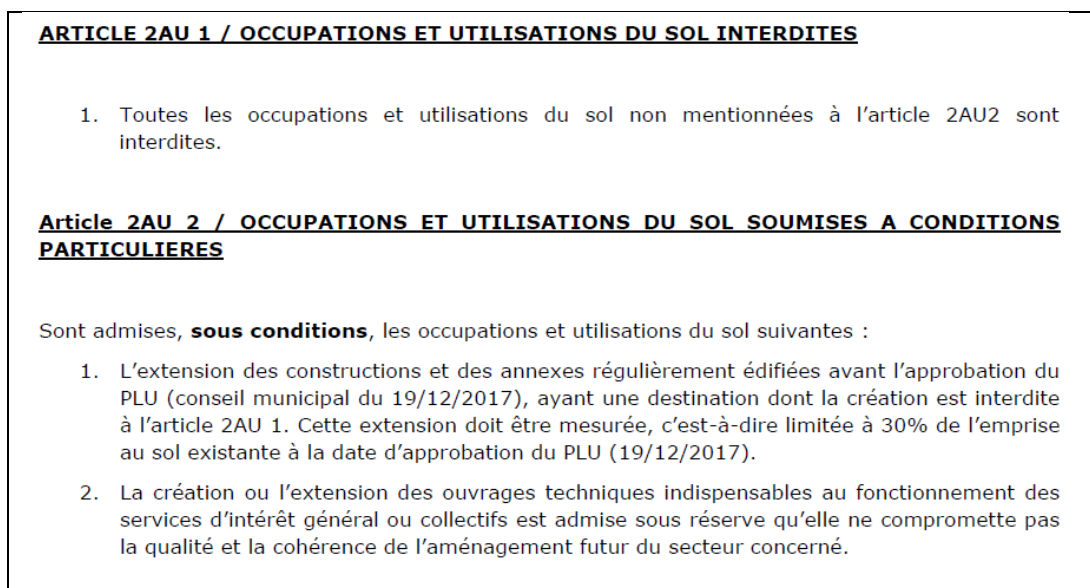 ARTICLE 2AU 1 / OCCUPATIONS ET UTILISATIONS DU SOL INTERDITES
1. Toutes les occupations et utilisations du sol non mentionnées à l’article 2AU2 sont
interdites.
Article 2AU 2 / OCCUPATIONS ET UTILISATIONS DU SOL SOUMISES A CONDITIONS
PARTICULIERES
Sont admises, sous conditions, les occupations et utilisations du sol suivantes :
1. L’extension des constructions et des annexes régulièrement édifiées avant l’approbation du
PLU (conseil municipal du 19/12/2017), ayant une destination dont la création est interdite
à l’article 2AU 1. Cette extension doit être mesurée, c’est-à-dire limitée à 30% de l’emprise
au sol existante à la date d’approbation du PLU (19/12/2017).
2. La création ou l’extension des ouvrages techniques indispensables au fonctionnement des
services d’intérêt général ou collectifs est admise sous réserve qu’elle ne compromette pas
la qualité et la cohérence de l’aménagement futur du secteur concerné.